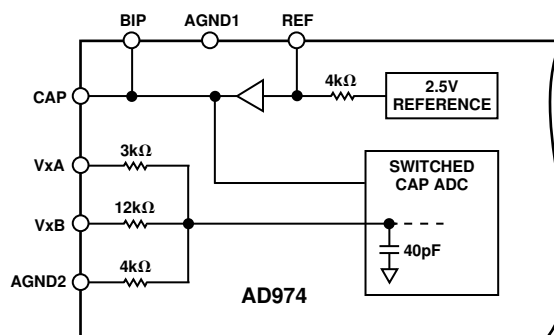 BIP
AGND1
REF
CAP
4kΩ
2.5V
REFERENCE
VxA
3kΩ
SWITCHED
CAP ADC
VxB
12kΩ
40pF
AGND2
4kΩ
AD974